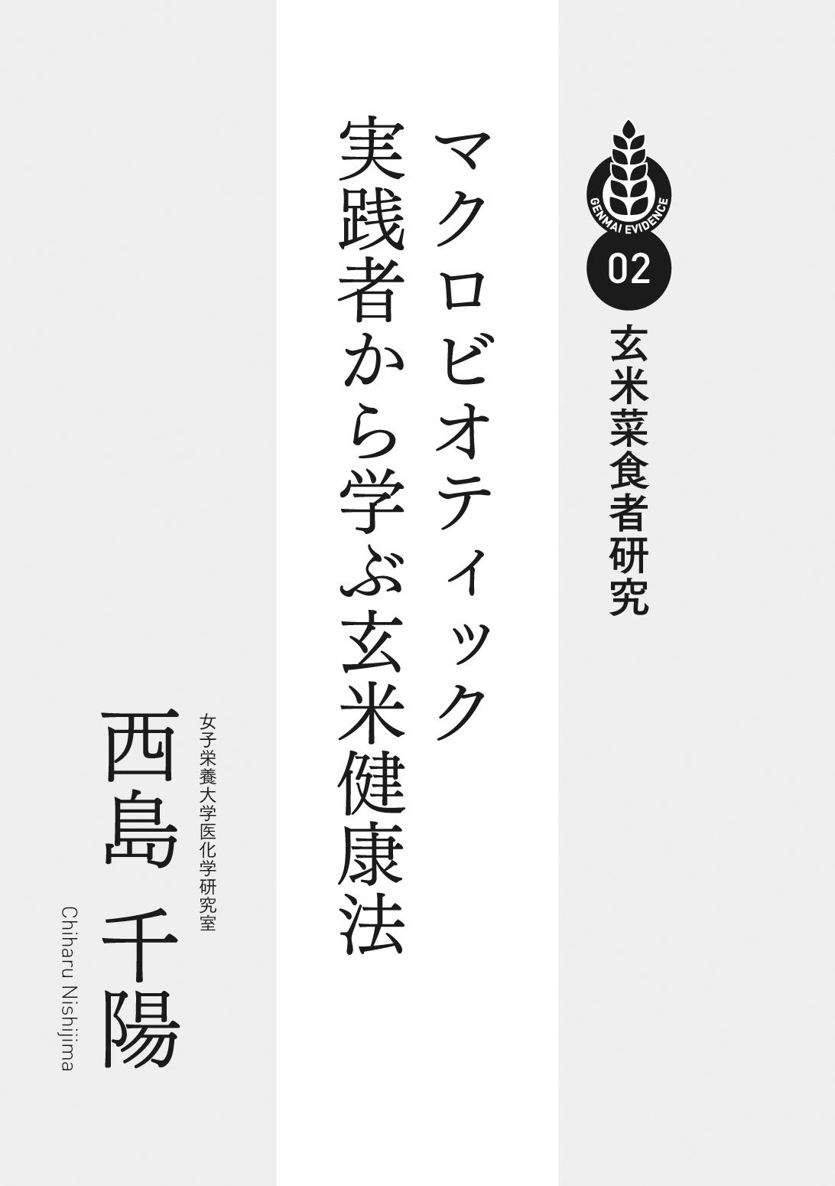 GENMAI EVIDENCE
02
玄米菜食者研究
マクロビオティック
実践者から学ぶ玄米健康法
女子栄養大学医化学研究室
西島 千陽
Chiharu Nishijima